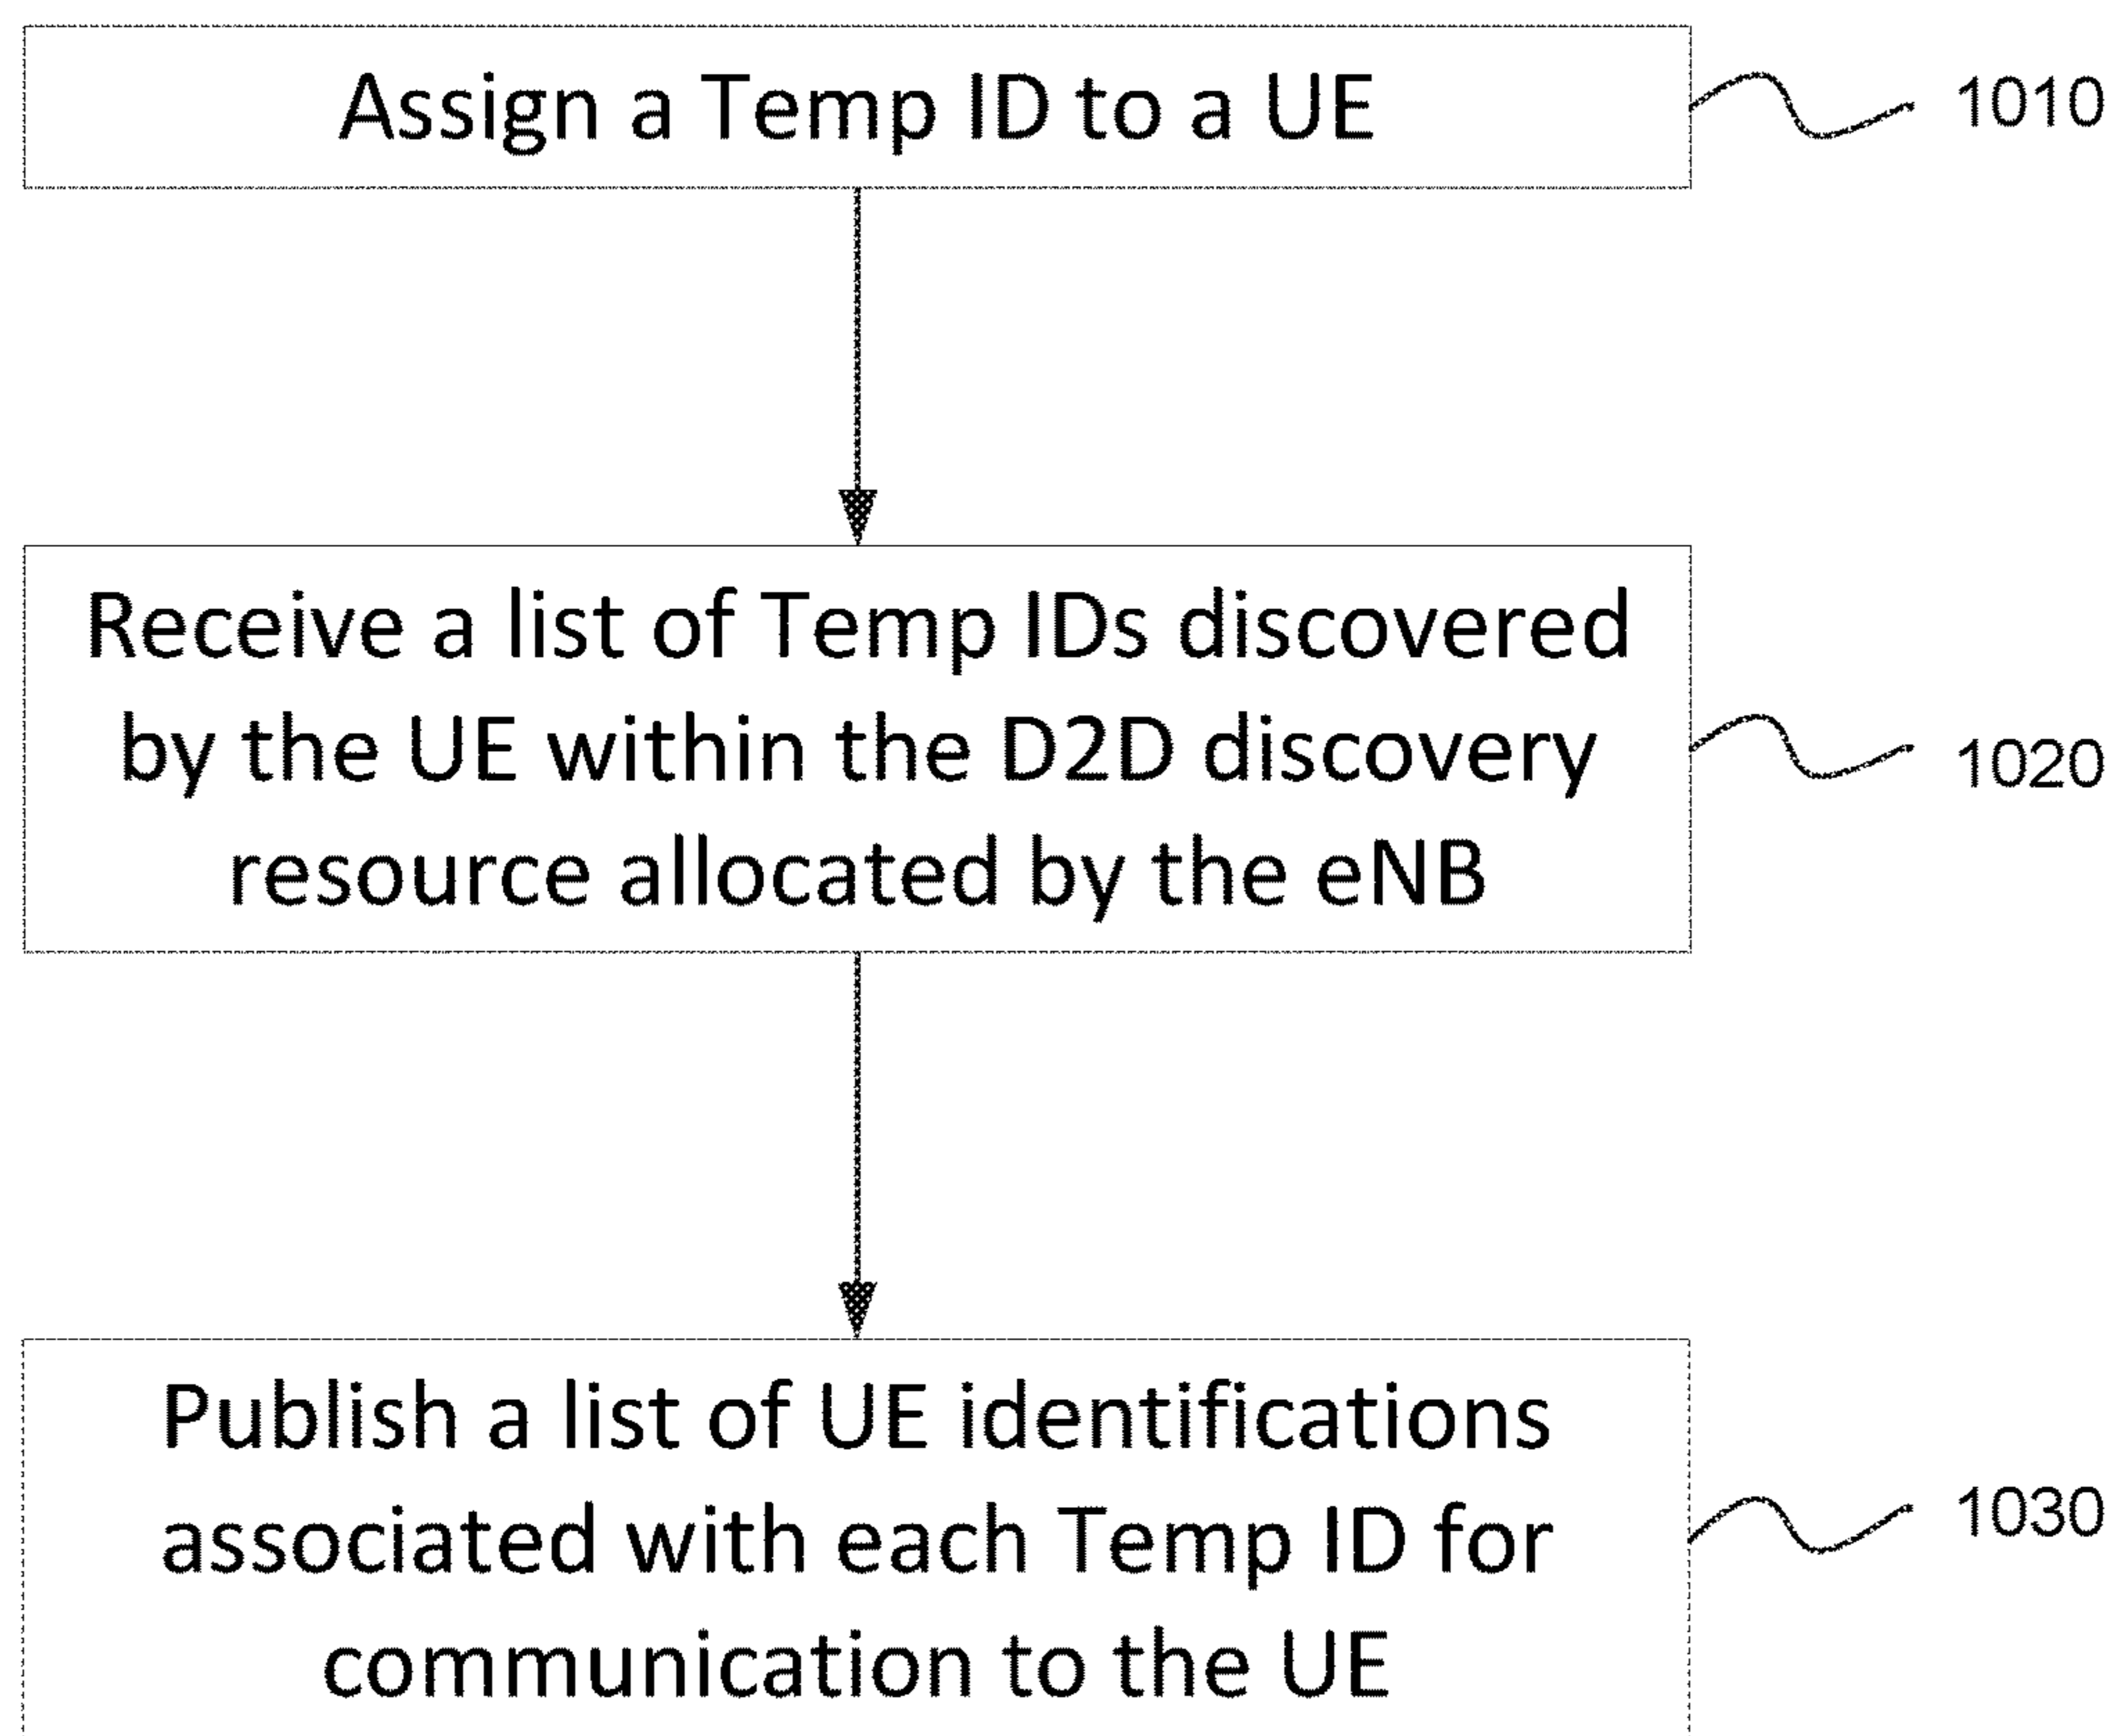 Assign a Temp ID to a UE
1010
Receive a list of Temp IDs discovered
by the UE within the D2D discovery
resource allocated by the eNB
1020
Publish a list of UE identifications
associated with each Temp ID for
communication to the UE
1030